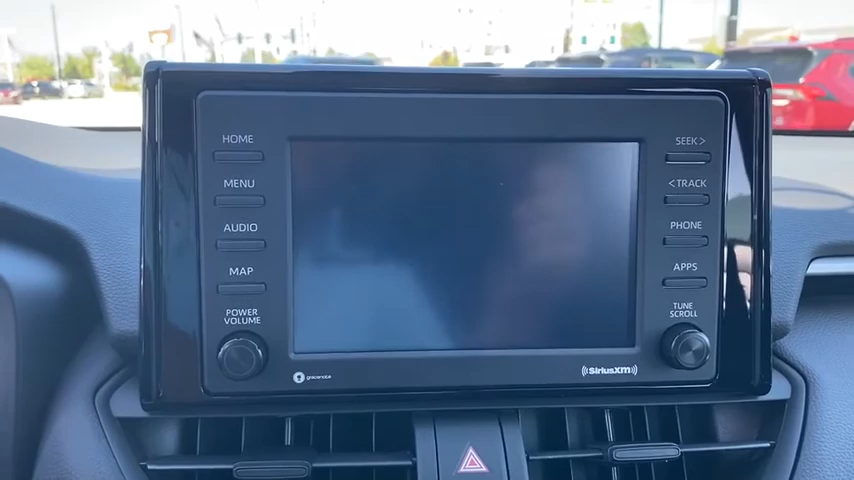 HOME
MENU
AUDIO
MAP
POWER
VOLUME
gracenote
SEEK >
< TRACK
PHONE
APPS
TUNE
SCROLL
((SiriusXM))